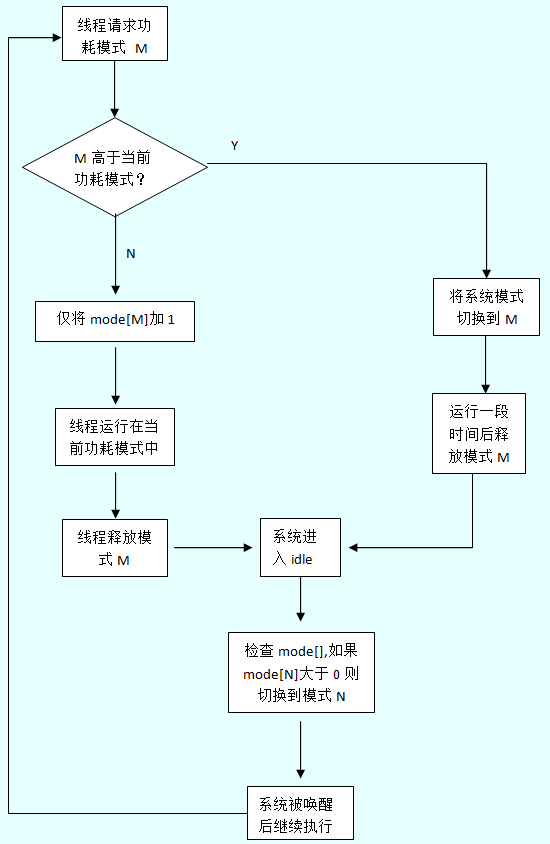 线程请求功
耗模式 M
M 高于当前
功耗模式？
Y
N
仅将 mode[M]加 1
将系统模式
切换到 M
线程运行在当
前功耗模式中
运行一段
时间后释
放模式 M
线程释放模
式 M
系统进
入 idle
检查 mode[],如果
mode[N]大于 0 则
切换到模式 N
系统被唤醒
后继续执行